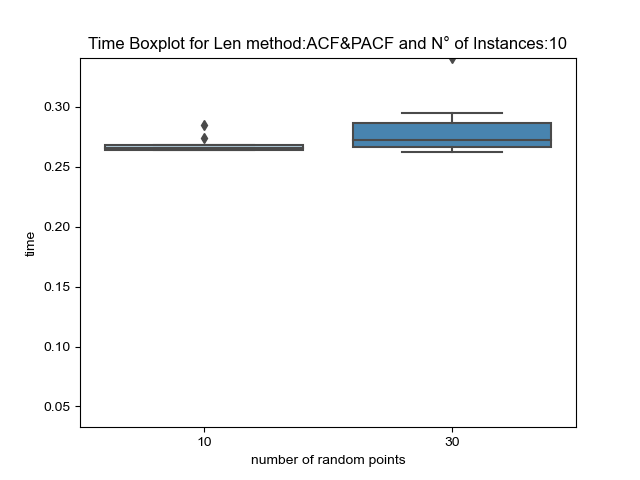 Time Boxplot for Len method:ACF&PACF and N° of Instances:10
0.30
0.25
0.20
0.15
0.10
0.05
time
10
30
number of random points